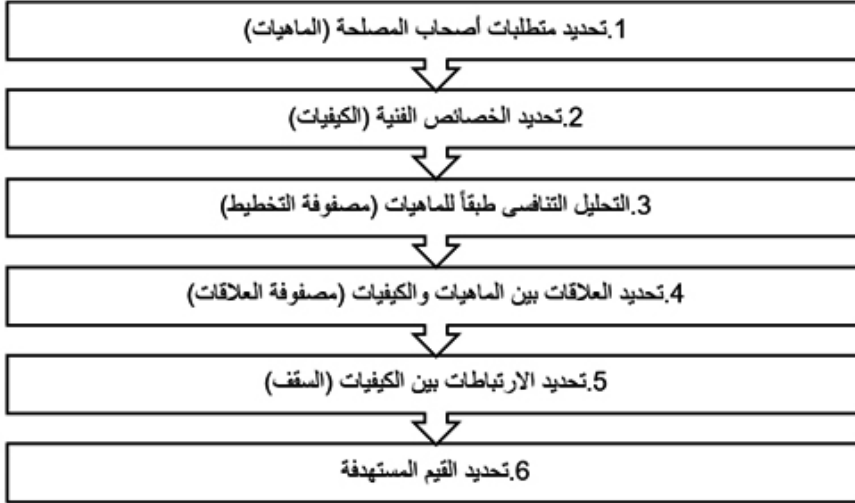 1.تحديد متطلبات أصحاب المصلحة (الماهيات)
2.تحديد الخصائص الفنية (الكيفيات)
3.التحليل التنافسى طبقاً للماهيات (مصفوفة التخطيط)
4.تحديد العلاقات بين الماهيات والكيفيات (مصفوفة العلاقات)
5.تحديد الارتباطات بين الكيفيات (السقف)
6.تحديد القيم المستهدفة